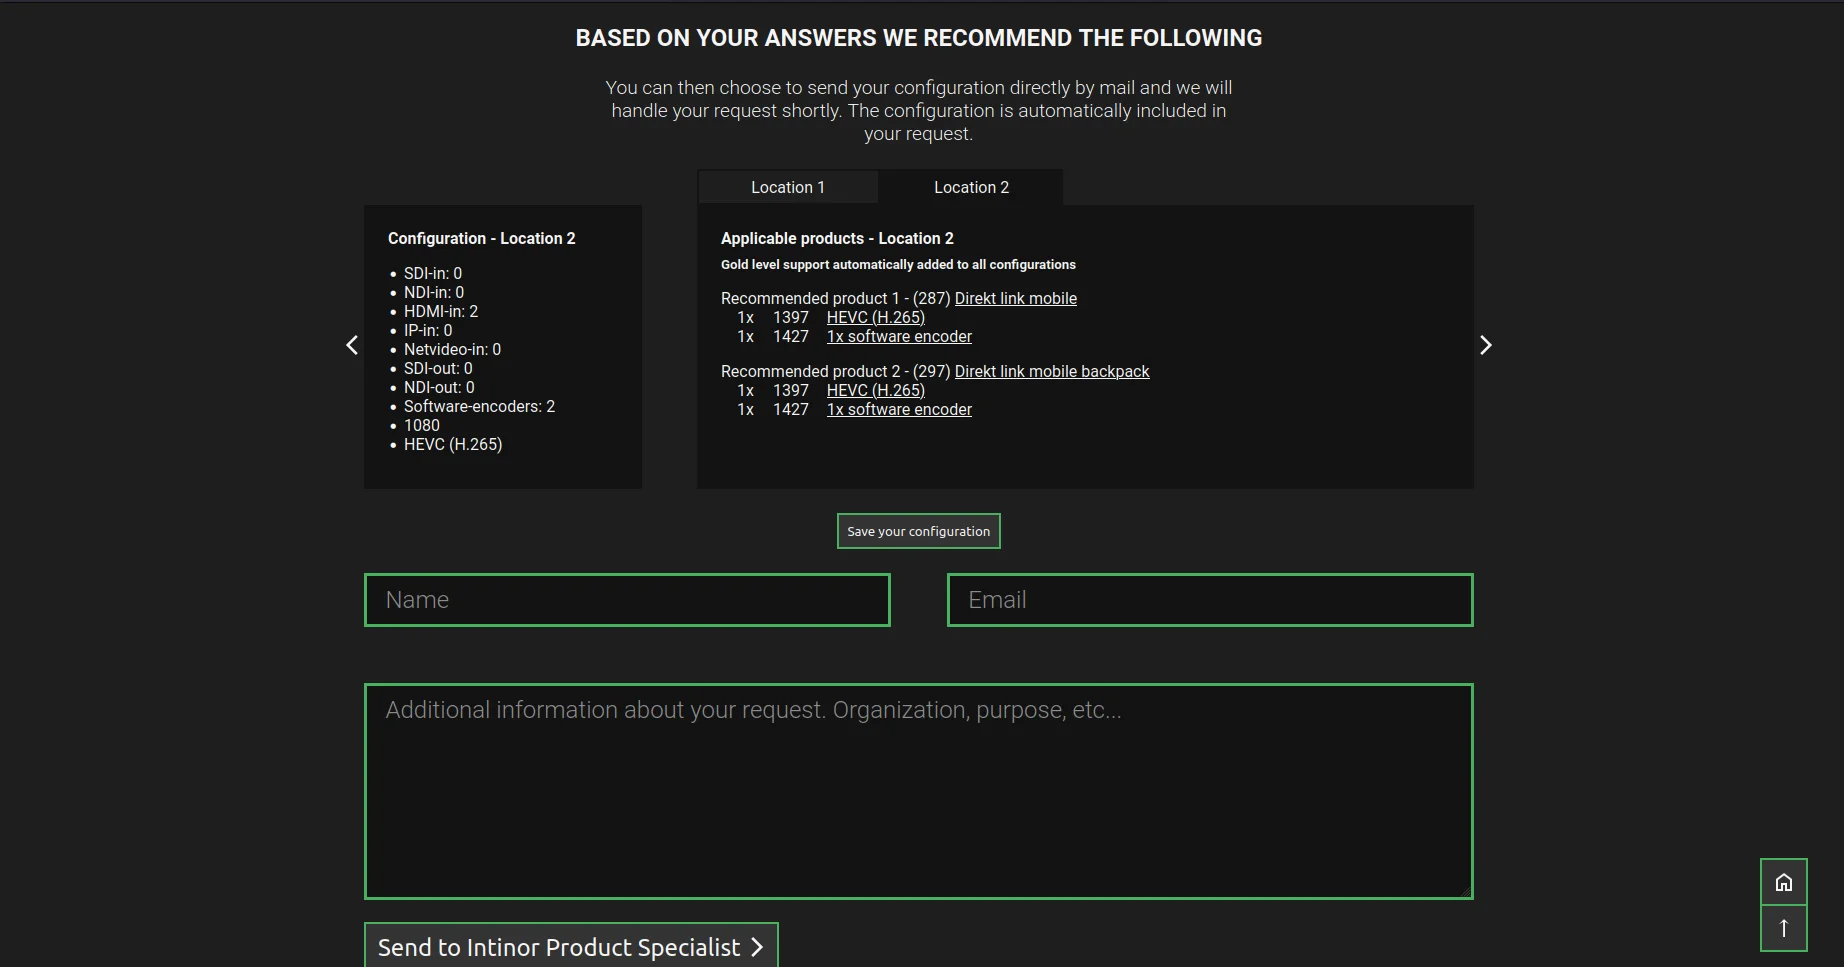 BASED ON YOUR ANSWERS WE RECOMMEND THE FOLLOWING
You can then choose to send your configuration directly by mail and we will
handle your request shortly. The configuration is automatically included in
your request.
Location 1
Location 2
Configuration - Location 2
SDI-in: 0
NDI-in: 0
HDMI-in: 2
IP-in: 0
Netvideo-in: 0
SDI-out: 0
NDI-out: 0
Software-encoders: 2
1080
HEVC (H.265)
Applicable products - Location 2
Gold level support automatically added to all configurations
Recommended product 1 - (287) Direkt link mobile
1x 1397 HEVC (H.265)
1x 1427 1x software encoder
Recommended product 2 - (297) Direkt link mobile backpack
1x 1397 HEVC (H.265)
1x 1427 1x software encoder
Save your configuration
Name
Email
Additional information about your request. Organization, purpose, etc...
Send to Intinor Product Specialist